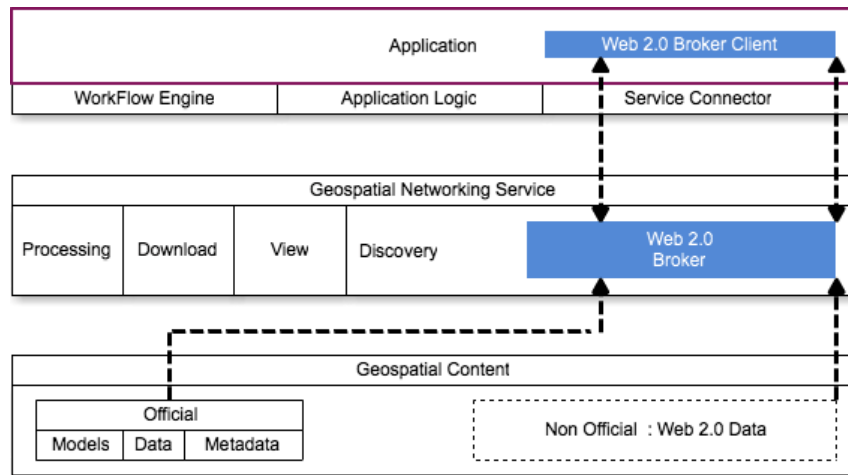 Application
Web 2.0 Broker Client
WorkFlow Engine
Application Logic
Service Connector
Geospatial Networking Service
Processing
Download
View
Discovery
Web 2.0
Broker
Geospatial Content
Official
Models
Data
Metadata
Non Official : Web 2.0 Data